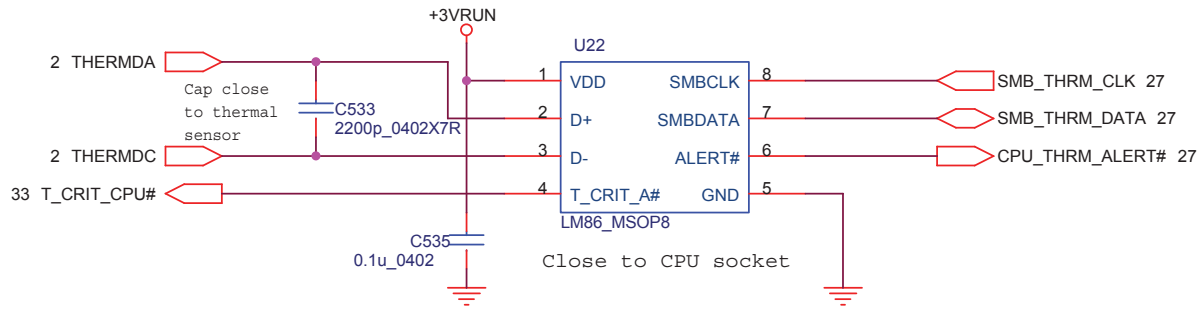 +3VRUN
U22
2 THERMDA
Cap close
to thermal
sensor
C533
2200p_0402X7R
2 THERMDC
33 T_CRIT_CPU#
1 VDD SMBCLK 8
2 D+ SMBDATA 7
3 D- ALERT# 6
4 T_CRIT_A# GND 5
LM86_MSOP8
SMB_THRM_CLK 27
SMB_THRM_DATA 27
CPU_THRM_ALERT# 27
C535
0.1u_0402
Close to CPU socket